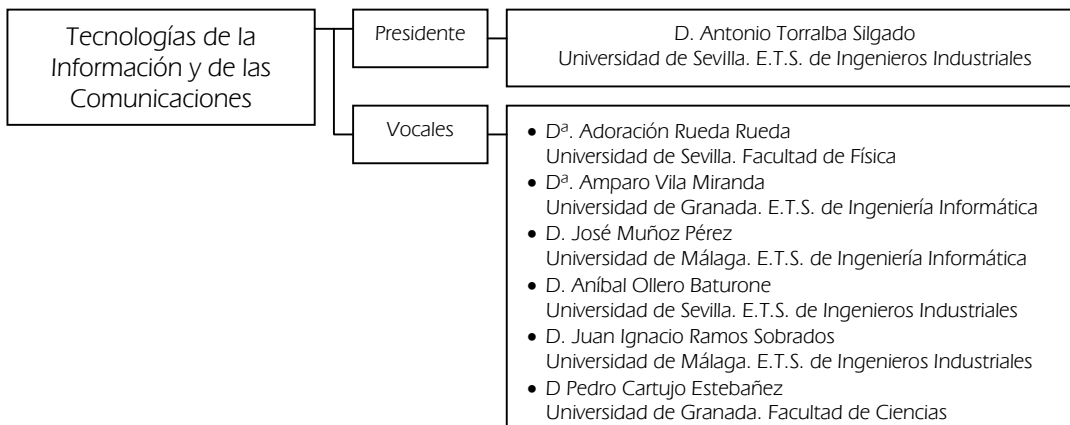 Tecnologías de la
Información y de las
Comunicaciones
Presidente
D. Antonio Torralba Silgado
Universidad de Sevilla. E.T.S. de Ingenieros Industriales
Vocales
• Dª. Adoración Rueda Rueda
Universidad de Sevilla. Facultad de Física
• Dª. Amparo Vila Miranda
Universidad de Granada. E.T.S. de Ingeniería Informática
• D. José Muñoz Pérez
Universidad de Málaga. E.T.S. de Ingeniería Informática
• D. Aníbal Ollero Baturone
Universidad de Sevilla. E.T.S. de Ingenieros Industriales
• D. Juan Ignacio Ramos Sobrados
Universidad de Málaga. E.T.S. de Ingenieros Industriales
• D Pedro Cartujo Estebañez
Universidad de Granada. Facultad de Ciencias